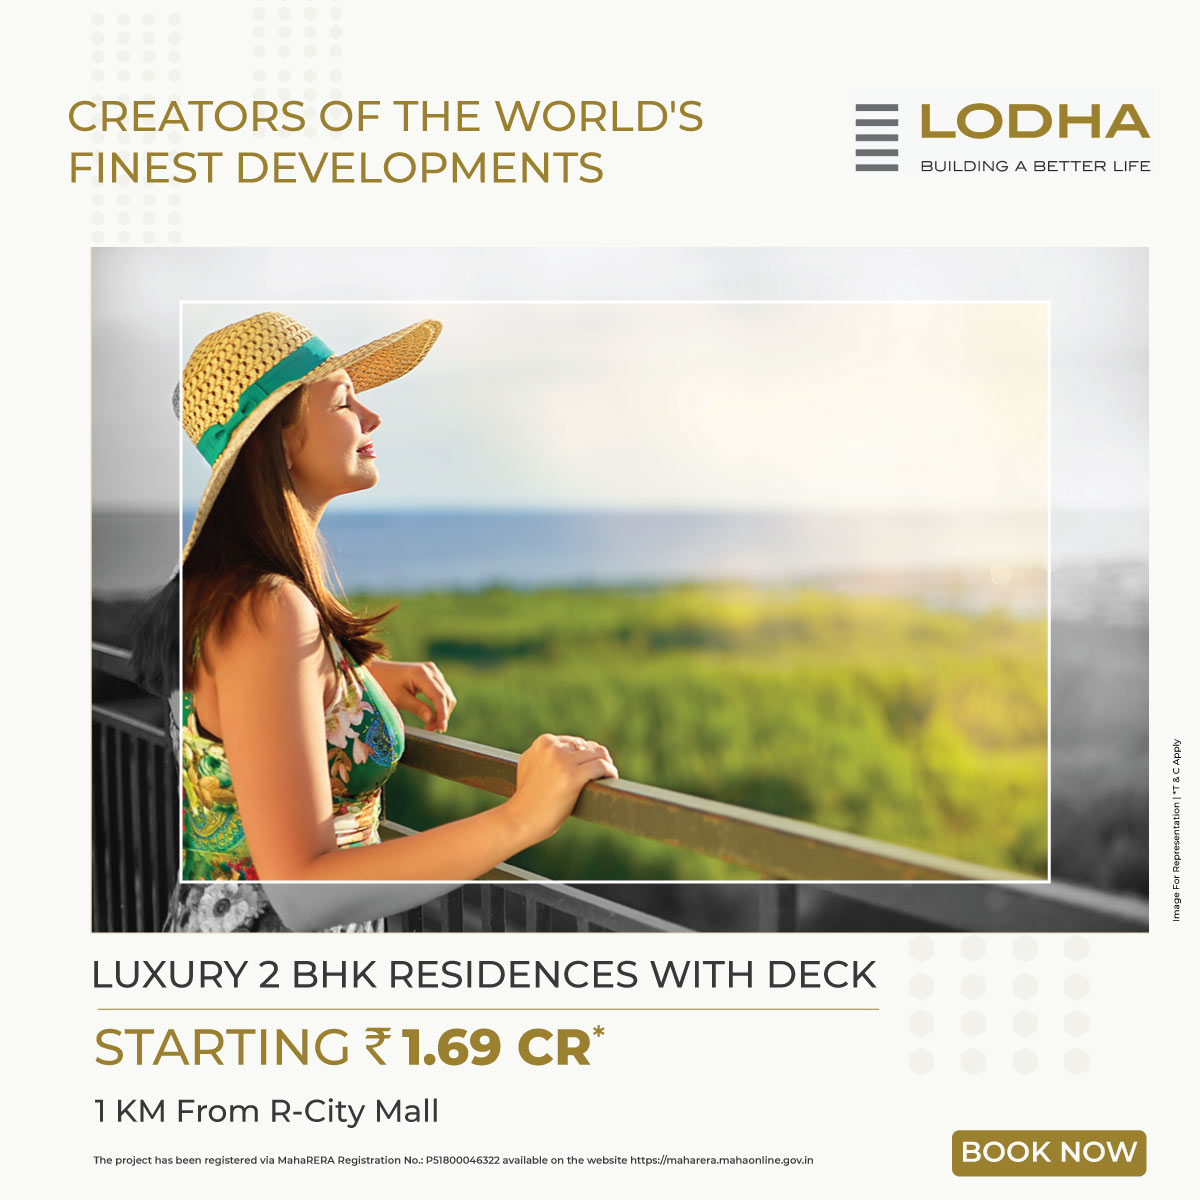 CREATORS OF THE WORLD'S
FINEST DEVELOPMENTS
LODHA
BUILDING A BETTER LIFE
Image For Representation | *T & C Apply
LUXURY 2 BHK RESIDENCES WITH DECK
STARTING ₹ 1.69 CR*
1 KM From R-City Mall
The project has been registered via MahaRERA Registration No.: P51800046322 available on the website https://maharera.mahaonline.gov.in
BOOK NOW